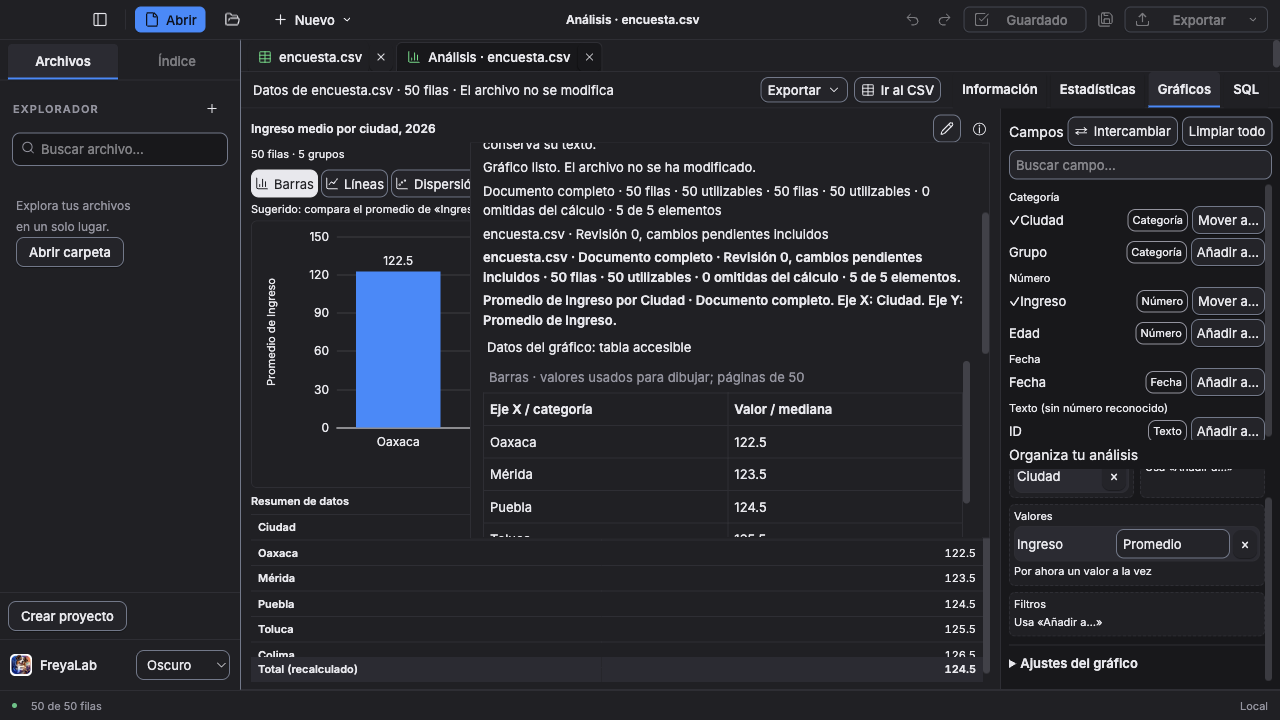 Abrir
Nuevo
Análisis · encuesta.csv
Guardado
Exportar
Archivos
Índice
EXPLORADOR
Buscar archivo...
Explora tus archivos
en un solo lugar.
Abrir carpeta
Crear proyecto
FreyaLab
Oscuro
50 de 50 filas
Local
encuesta.csv ×
Análisis · encuesta.csv ×
Datos de encuesta.csv · 50 filas · El archivo no se modifica
Exportar
Ir al CSV
Información
Estadísticas
Gráficos
SQL
Ingreso medio por ciudad, 2026
50 filas · 5 grupos
Barras
Líneas
Dispersió
Sugerido: compara el promedio de «Ingres
150
120
90
60
30
0
Promedio de Ingreso
122.5
Oaxaca
conserva su texto.
Gráfico listo. El archivo no se ha modificado.
Documento completo · 50 filas · 50 utilizables · 50 filas · 50 utilizables · 0
omitidas del cálculo · 5 de 5 elementos
encuesta.csv · Revisión 0, cambios pendientes incluidos
encuesta.csv · Documento completo · Revisión 0, cambios pendientes
incluidos · 50 filas · 50 utilizables · 0 omitidas del cálculo · 5 de 5 elementos.
Promedio de Ingreso por Ciudad · Documento completo. Eje X: Ciudad. Eje Y:
Promedio de Ingreso.
Datos del gráfico: tabla accesible
Barras · valores usados para dibujar; páginas de 50
Eje X / categoría Valor / mediana
Oaxaca 122.5
Mérida 123.5
Puebla 124.5
Toluca 125.5
Resumen de datos
Ciudad
Oaxaca 122.5
Mérida 123.5
Puebla 124.5
Toluca 125.5
Colima 126.5
Total (recalculado) 124.5
Campos
Intercambiar
Limpiar todo
Buscar campo...
Categoría
✓Ciudad Categoría Mover a...
Grupo Categoría Añadir a...
Número
✓Ingreso Número Mover a...
Edad Número Añadir a...
Fecha
Fecha Fecha Añadir a...
Texto (sin número reconocido)
ID Texto Añadir a...
Organiza tu análisis
Ciudad ×
Usa «Añadir a...»
Valores
Ingreso Promedio ×
Por ahora un valor a la vez
Filtros
Usa «Añadir a...»
Ajustes del gráfico